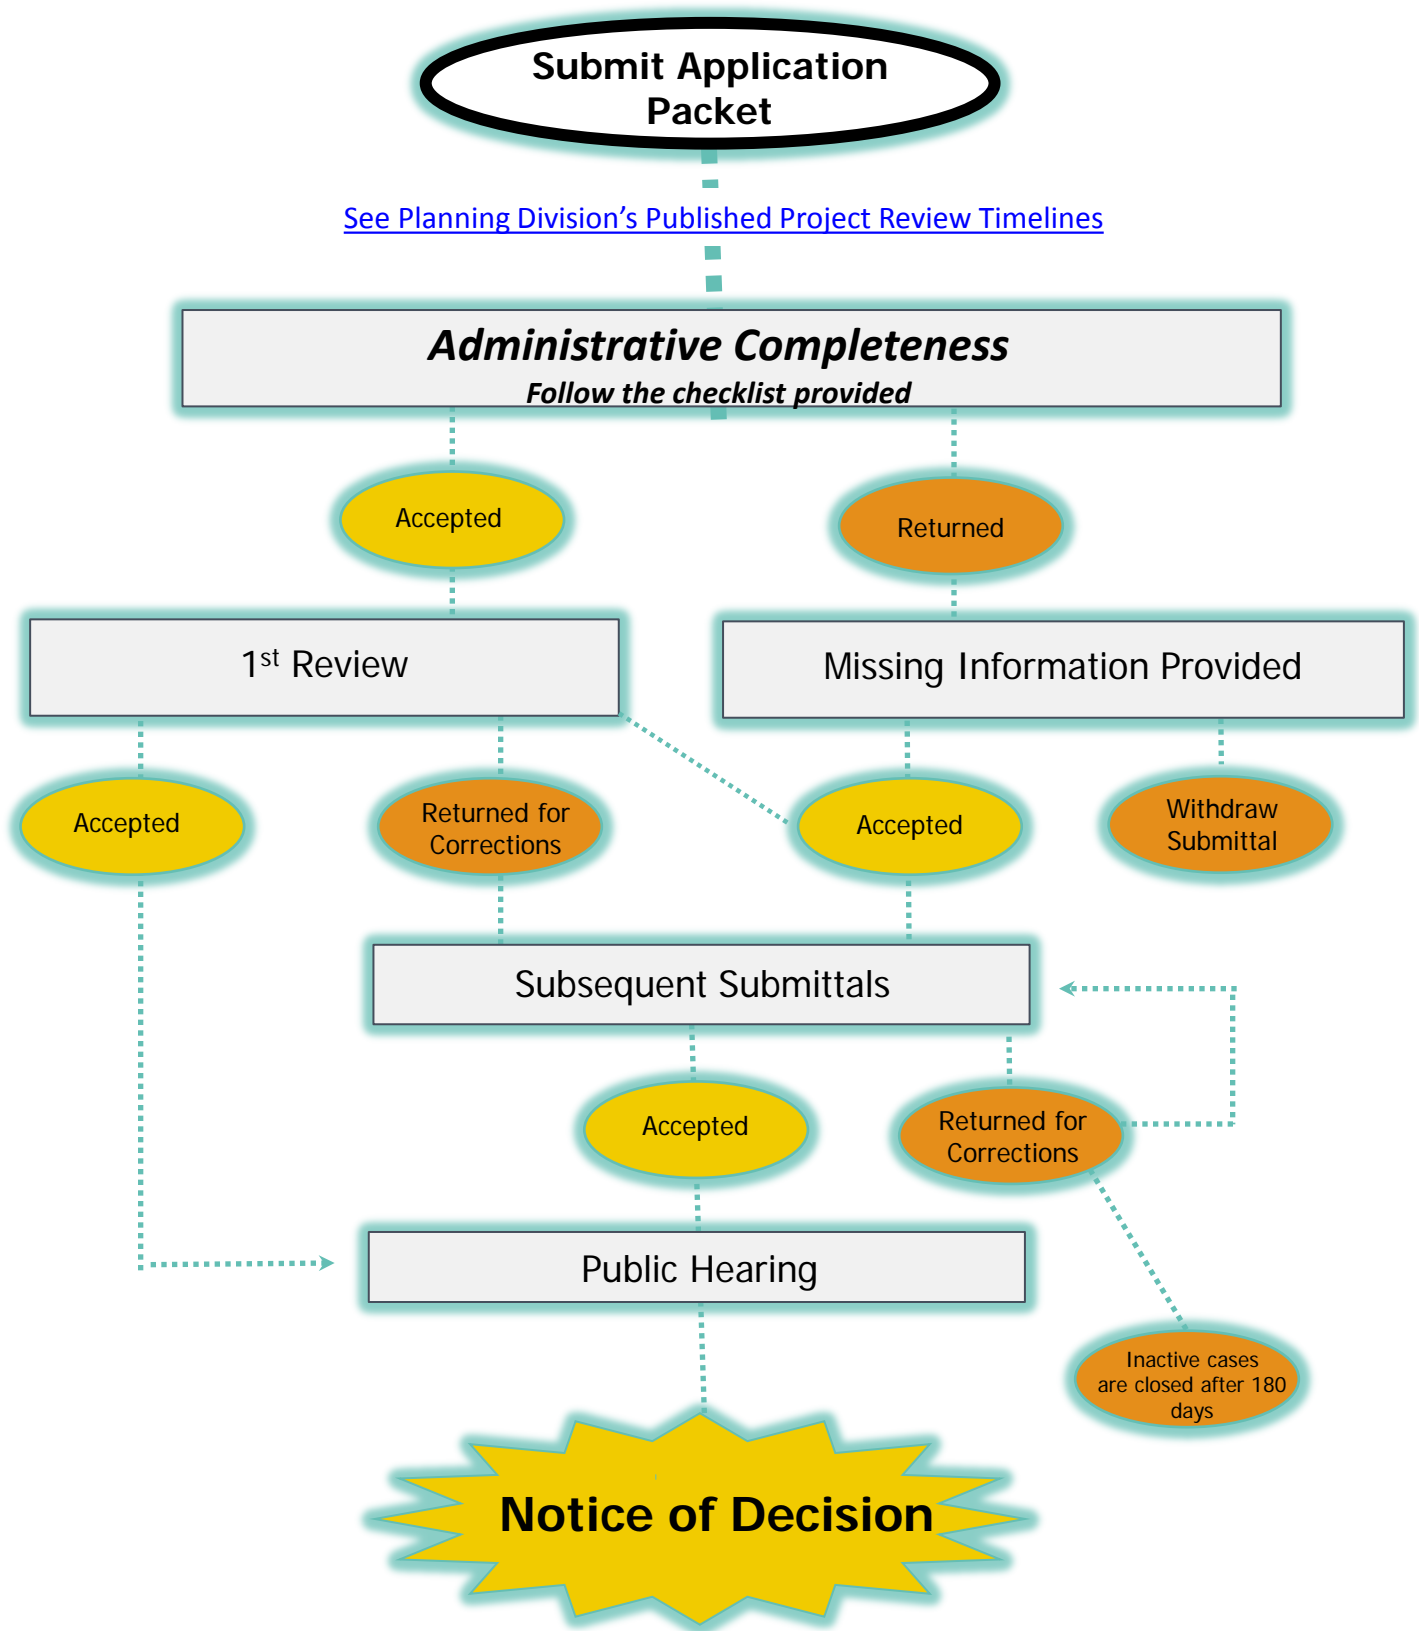 Submit Application
Packet
See Planning Division's Published Project Review Timelines
Administrative Completeness
Follow the checklist provided
Accepted
Returned
1st Review
Missing Information Provided
Accepted
Returned for
Corrections
Accepted
Withdraw
Submittal
Subsequent Submittals
Accepted
Returned for
Corrections
Public Hearing
Inactive cases
are closed after 180
days
Notice of Decision